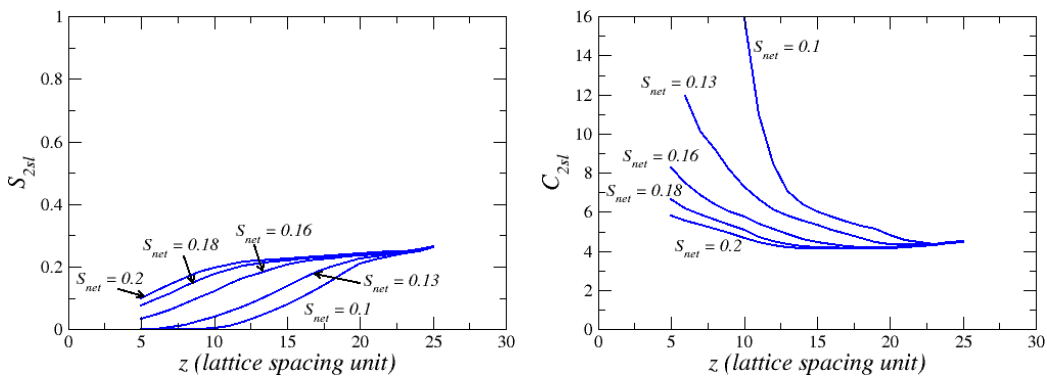 1
0.8
0.6
0.4
0.2
0
S2sl
Snet = 0.2
Snet = 0.18
Snet = 0.16
Snet = 0.13
Snet = 0.1
0 5 10 15 20 25 30
z (lattice spacing unit)
16
14
12
10
8
6
4
2
0
C2sl
Snet = 0.1
Snet = 0.13
Snet = 0.16
Snet = 0.18
Snet = 0.2
0 5 10 15 20 25 30
z (lattice spacing unit)